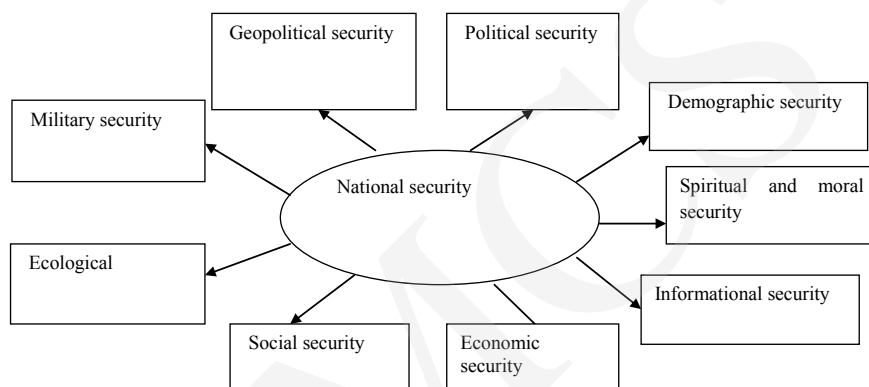 Geopolitical security
Political security
Military security
Demographic security
National security
Spiritual and moral
security
Ecological
Informational security
Social security
Economic
security
MCS